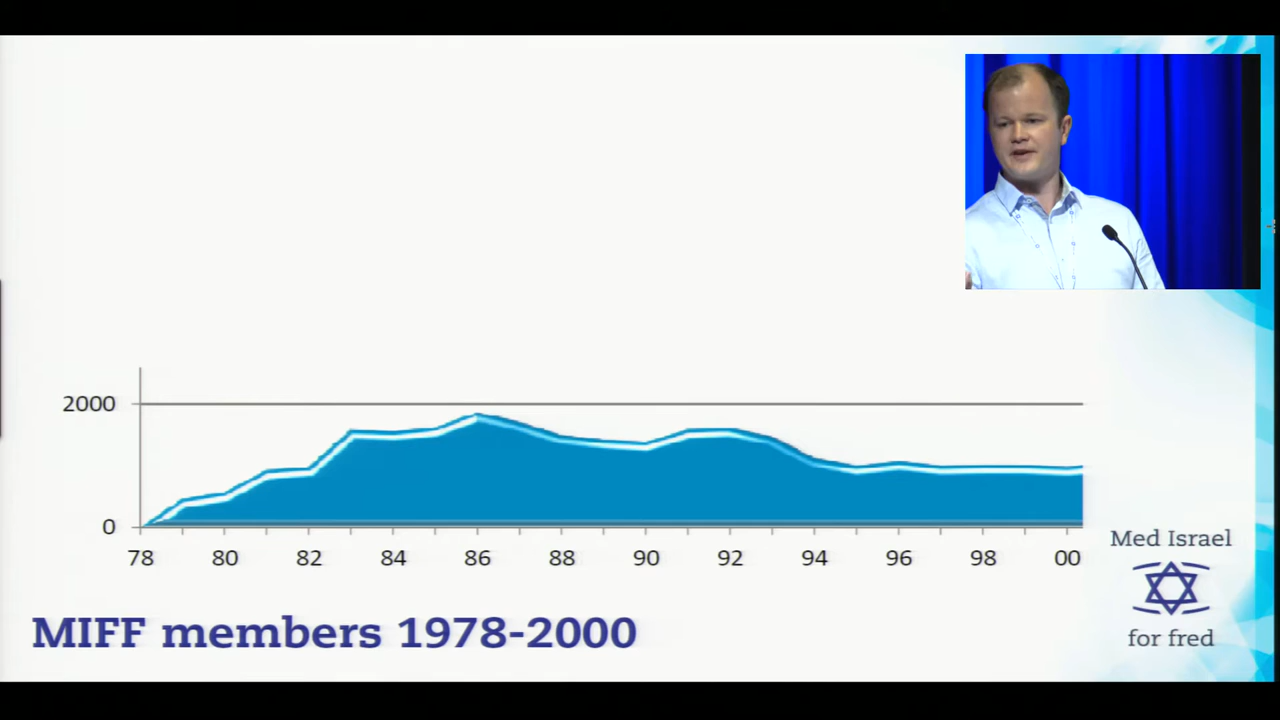 2000
0
78 80 82 84 86 88 90 92 94 96 98 00
MIFF members 1978-2000
Med Israel
for fred